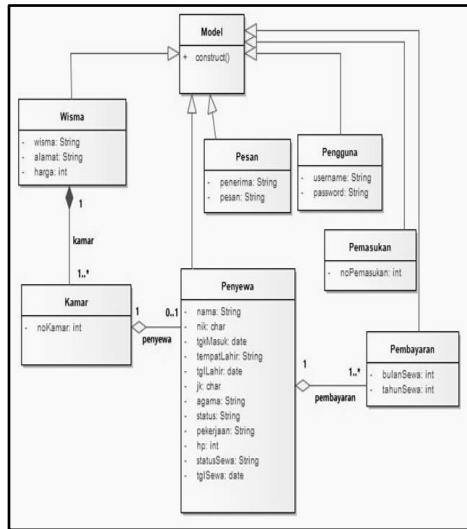 Model
+ construct()
Wisma
- wisma: String
- alamat: String
- harga: int
1
kamar
1..*
Kamar
- noKamar: int
1
0..1
penyewa
Pesan
- penerima: String
- pesan: String
Pengguna
- username: String
- password: String
Pemasukan
- noPemasukan: int
Penyewa
- nama: String
- nik: char
- tgkMasuk: date
- tempatLahir: String
- tglLahir: date
- jk: char
- agama: String
- status: String
- pekerjaan: String
- hp: int
- statusSewa: String
- tglSewa: date
1
1..*
pembayaran
Pembayaran
- bulanSewa: int
- tahunSewa: int